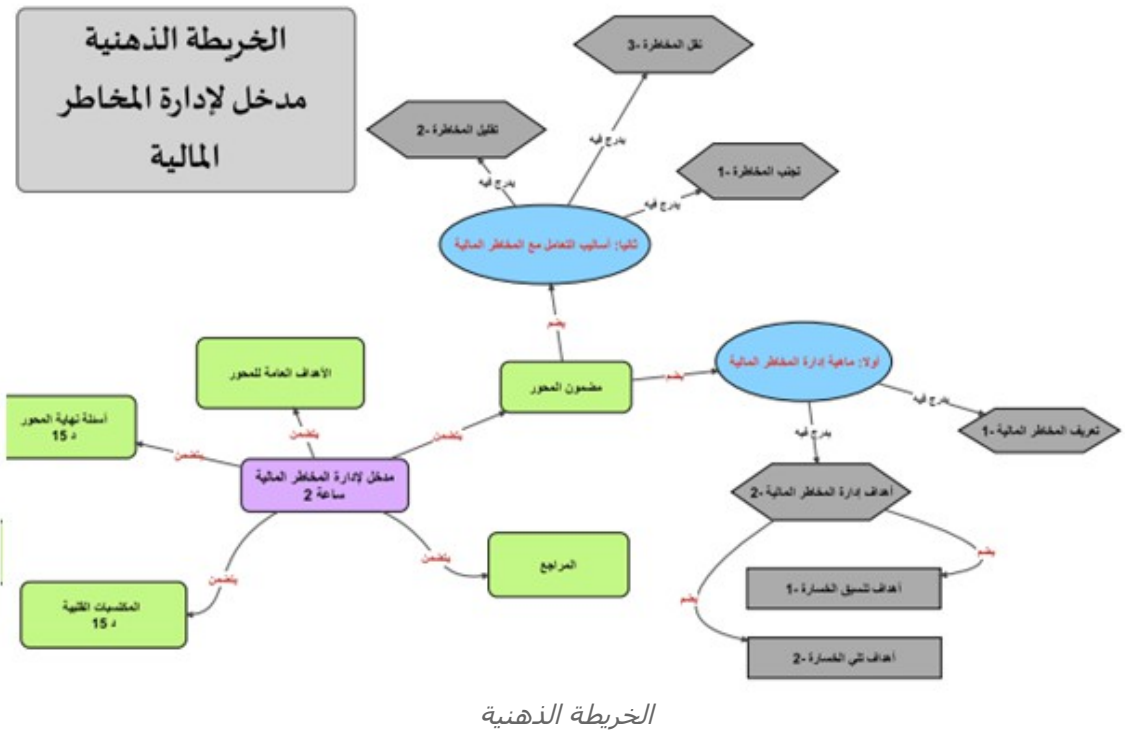 الخريطة الذهنية
مدخل لإدارة المخاطر
المالية
نقل المخاطرة -3
تقليل المخاطرة -2
يدرج فيه
تجنب المخاطرة -1
يدرج فيه
يدرج فيه
ثانيا: أساليب التعامل مع المخاطر المالية
يضم
أولا: ماهية إدارة المخاطر المالية
الأهداف العامة للمحور
مضمون المحور
يضم
يدرج فيه
أسئلة نهاية المحور
15 د
يتضمن
يتضمن
يتضمن
يدرج فيه
تعريف المخاطر المالية -1
مدخل لإدارة المخاطر المالية
ساعة 2
أهداف إدارة المخاطر المالية -2
يتضمن
يتضمن
المراجع
يضم
يضم
المكتسبات القبلية
15 د
أهداف تسبق الخسارة -1
أهداف تلي الخسارة -2
الخريطة الذهنية